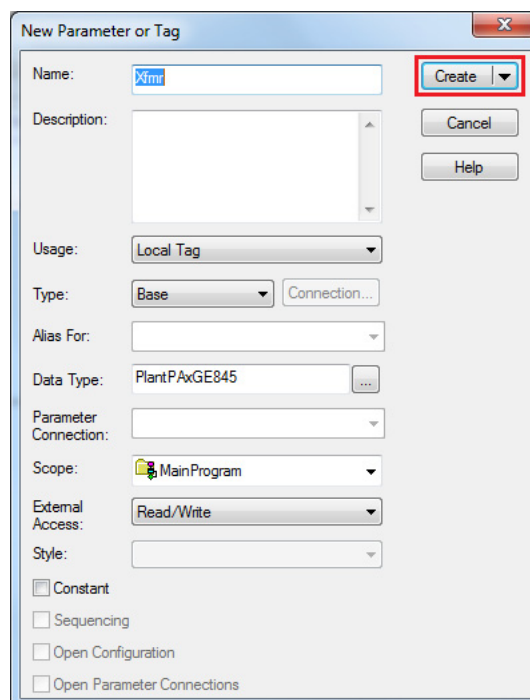 New Parameter or Tag
Name:
Xfmr
Create
Description:
Cancel
Help
Usage:
Local Tag
Type:
Base
Connection...
Alias For:
Data Type:
PlantPAxGE845
...
Parameter
Connection:
Scope:
MainProgram
External
Access:
Read/Write
Style:
Constant
Sequencing
Open Configuration
Open Parameter Connections